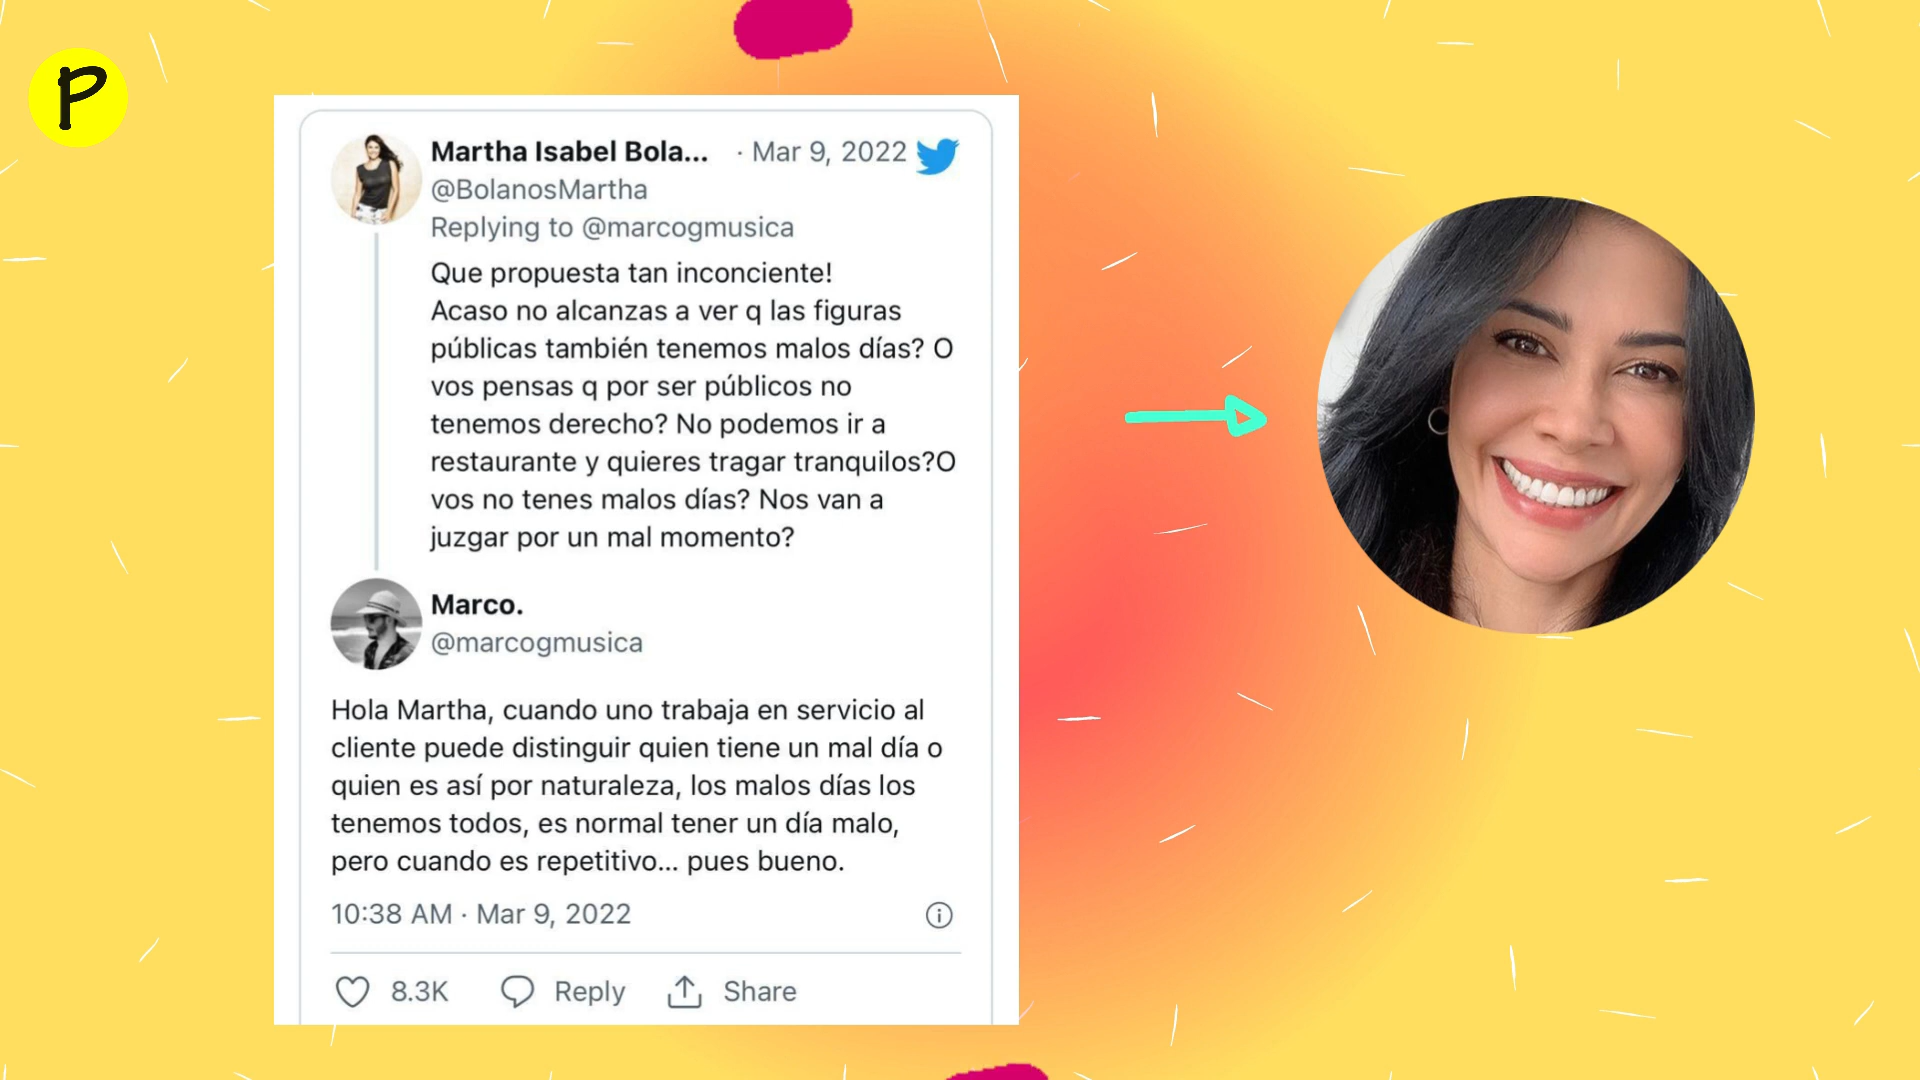 P
Martha Isabel Bola... · Mar 9, 2022
@BolanosMartha
Replying to @marcogmusica
Que propuesta tan inconciente!
Acaso no alcanzas a ver q las figuras
públicas también tenemos malos días? O
vos pensas q por ser públicos no
tenemos derecho? No podemos ir a
restaurante y quieres tragar tranquilos?O
vos no tenes malos días? Nos van a
juzgar por un mal momento?
Marco.
@marcogmusica
Hola Martha, cuando uno trabaja en servicio al
cliente puede distinguir quien tiene un mal día o
quien es así por naturaleza, los malos días los
tenemos todos, es normal tener un día malo,
pero cuando es repetitivo... pues bueno.
10:38 AM · Mar 9, 2022
8.3K Reply Share